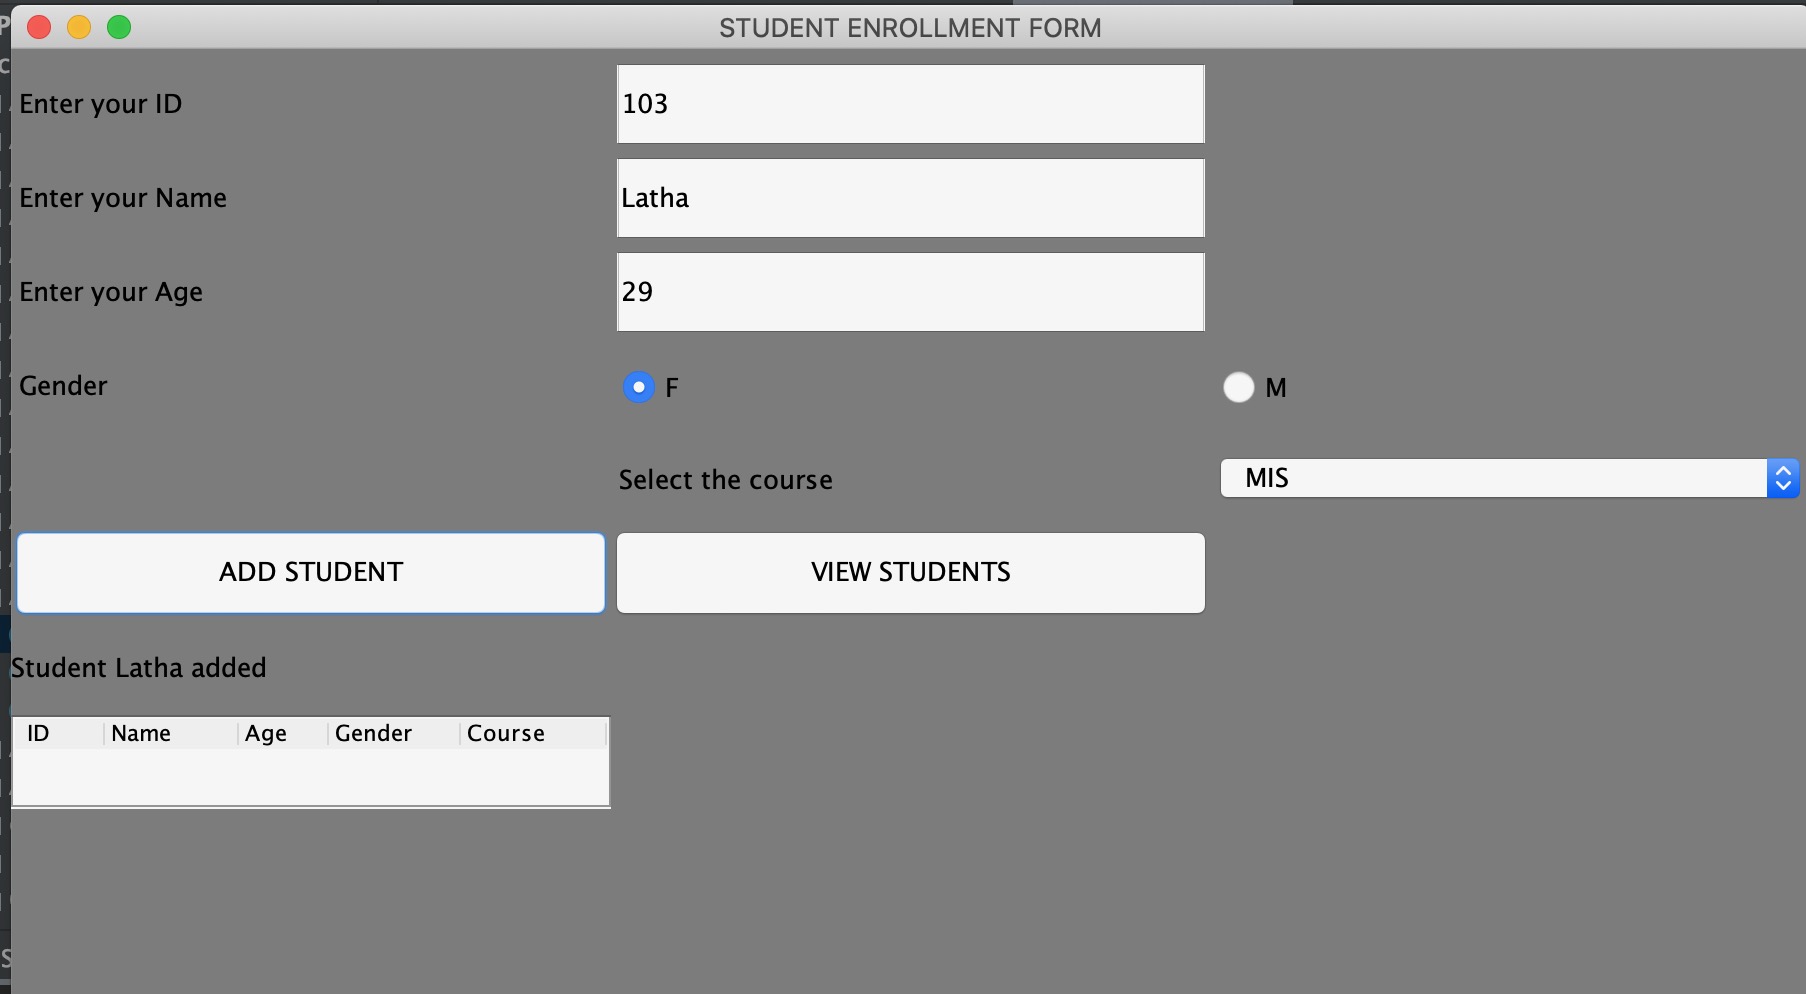 STUDENT ENROLLMENT FORM
Enter your ID 103
Enter your Name Latha
Enter your Age 29
Gender F M
Select the course MIS
ADD STUDENT VIEW STUDENTS
Student Latha added
ID Name Age Gender Course